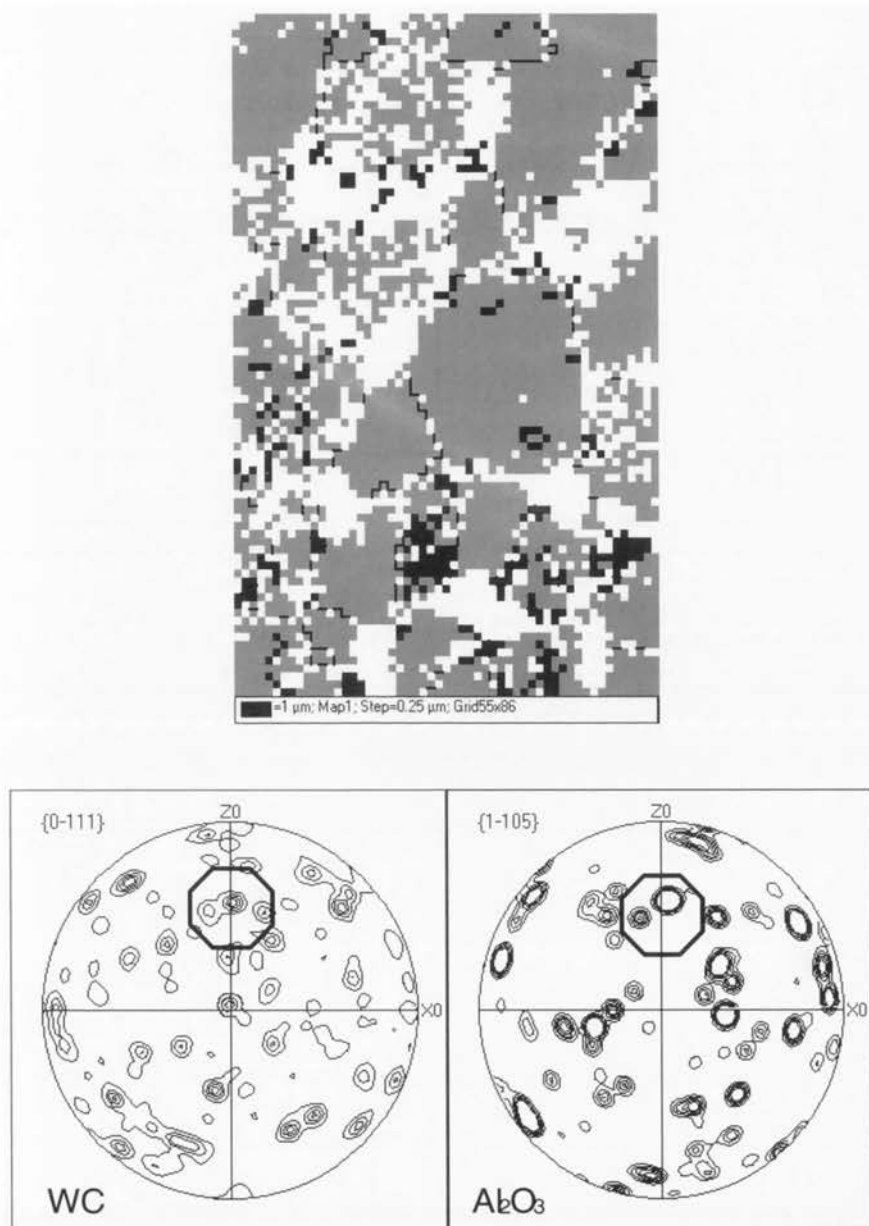 =1 µm; Map1; Step=0.25 µm; Grid55x86
{0-111}
Z0
X0
WC
{1-105}
Z0
X0
Al2O3